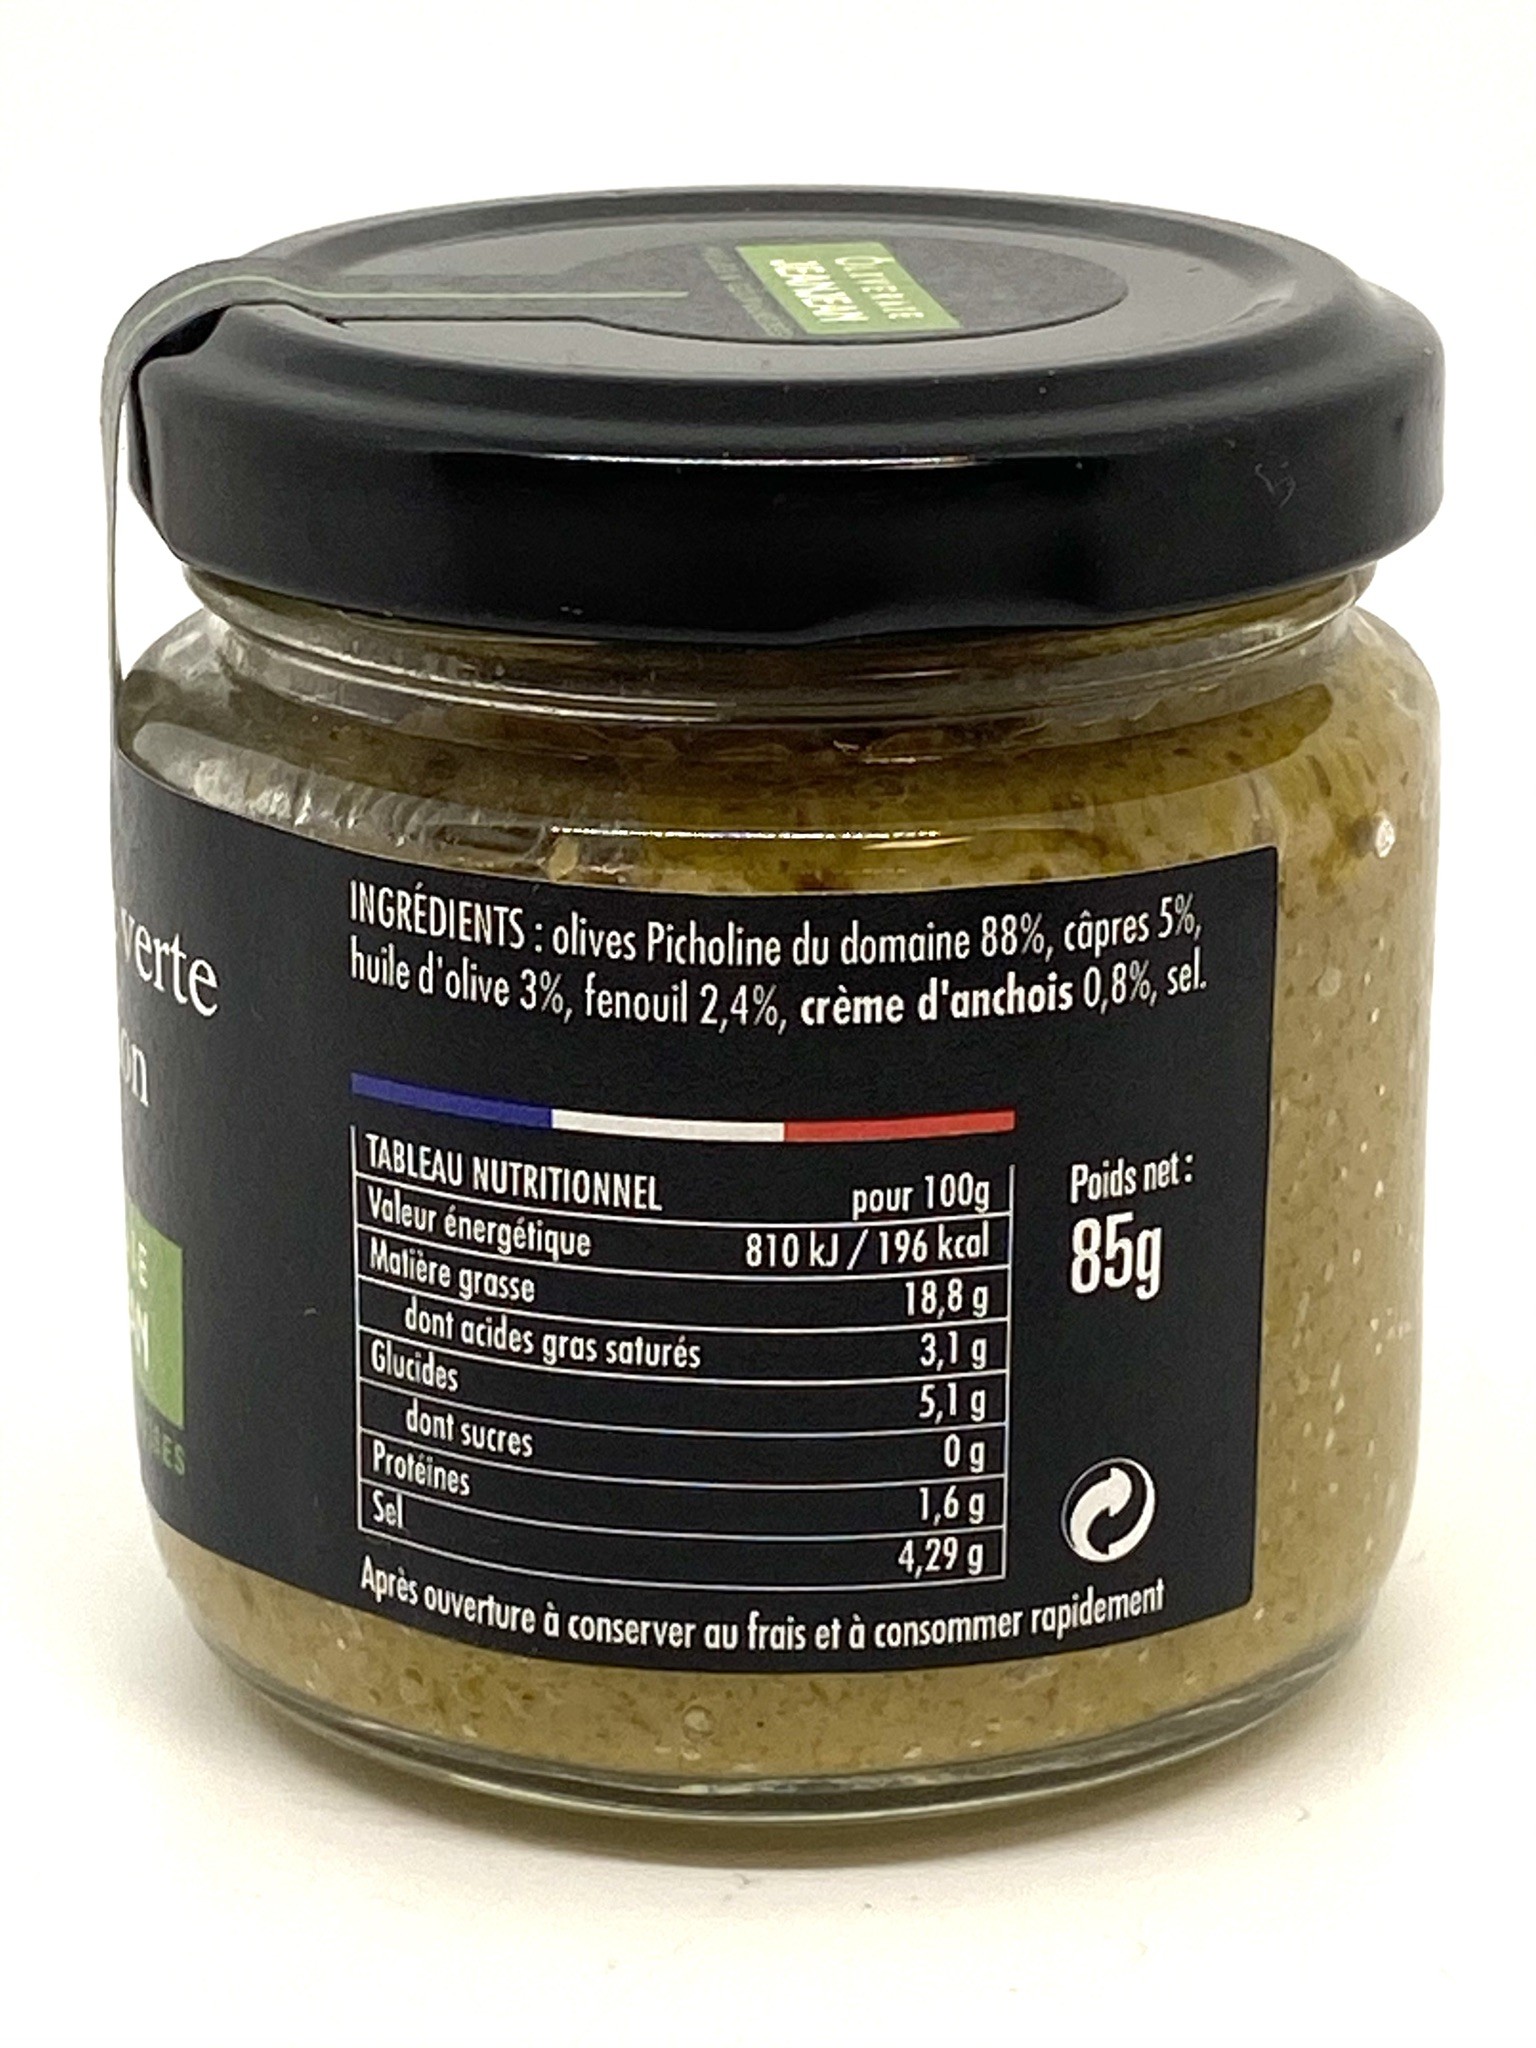 OLIVERAIE
JEANJEAN
verte
on
INGRÉDIENTS : olives Picholine du domaine 88%, câpres 5%,
huile d'olive 3%, fenouil 2,4%, crème d'anchois 0,8%, sel.
TABLEAU NUTRITIONNEL pour 100g
Valeur énergétique 810 kJ / 196 kcal
Matière grasse 18,8 g
dont acides gras saturés 3,1 g
Glucides 5,1 g
dont sucres 0 g
Protéines 1,6 g
Sel 4,29 g
Poids net :
85g
Après ouverture à conserver au frais et à consommer rapidement